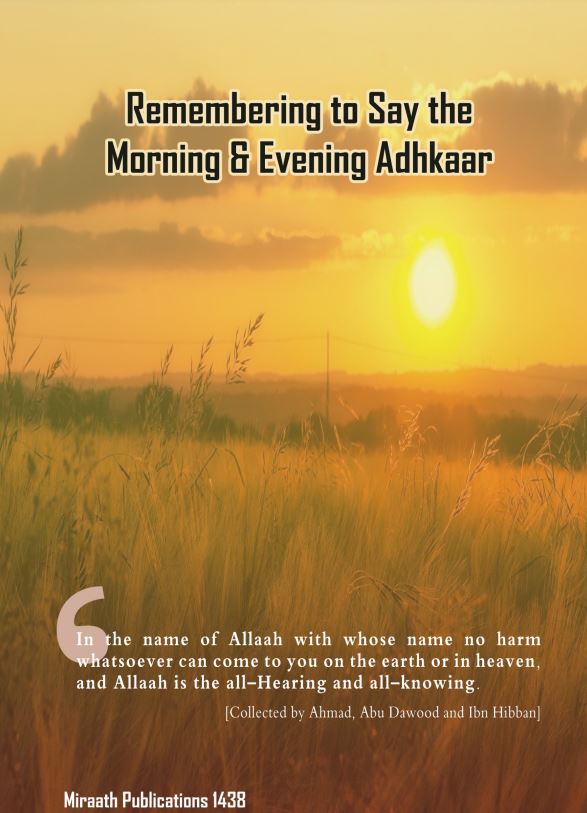 Remembering to Say the
Morning & Evening Adhkaar
‘
In the name of Allaah with whose name no harm
whatsoever can come to you on the earth or in heaven,
and Allaah is the all–Hearing and all–knowing.
[Collected by Ahmad, Abu Dawood and Ibn Hibban]
Miraath Publications 1438